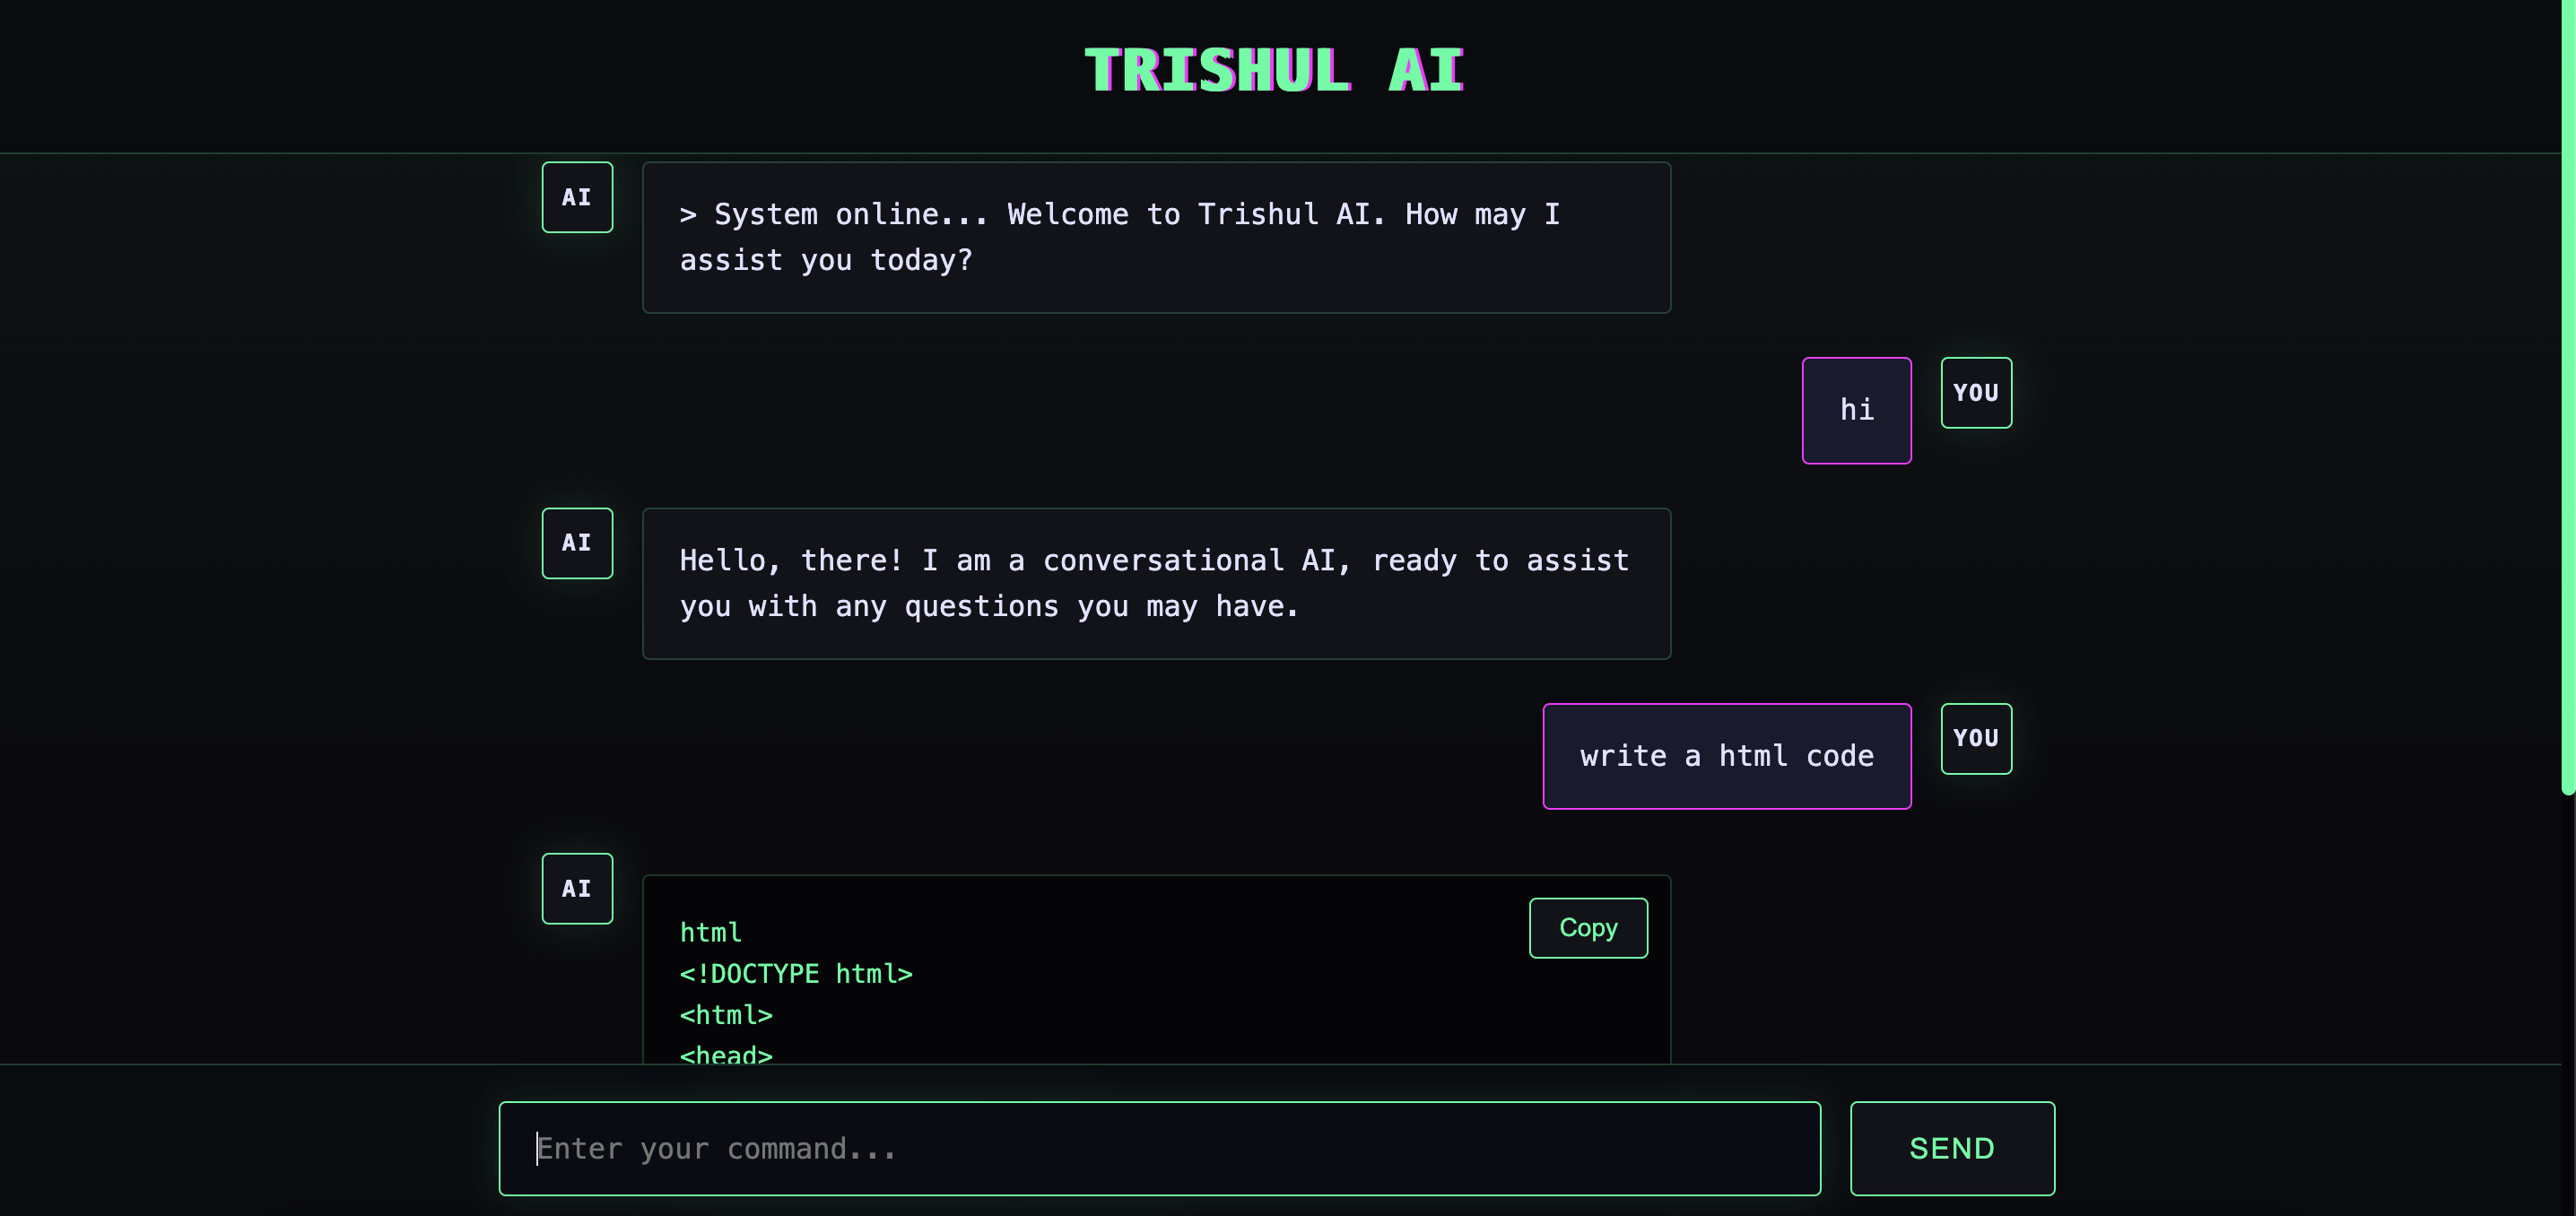 TRISHUL AI
AI
> System online... Welcome to Trishul AI. How may I
assist you today?
hi
YOU
AI
Hello, there! I am a conversational AI, ready to assist
you with any questions you may have.
write a html code
YOU
AI
Copy
html
<!DOCTYPE html>
<html>
<head>
Enter your command...
SEND